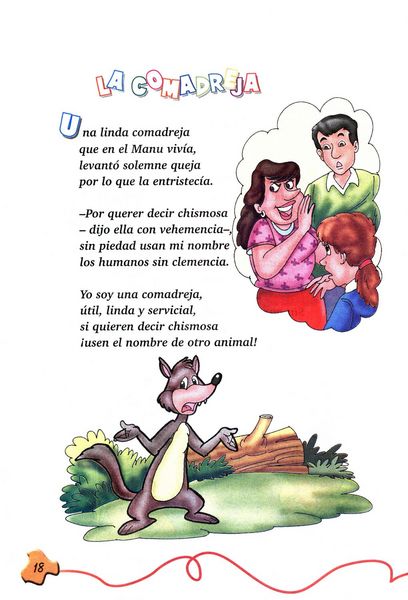 LA COMADREJA
Una linda comadreja
que en el Manu vivía,
levantó solemne queja
por lo que la entristecía.
–Por querer decir chismosa
– dijo ella con vehemencia–,
sin piedad usan mi nombre
los humanos sin clemencia.
Yo soy una comadreja,
útil, linda y servicial,
si quieren decir chismosa
¡usen el nombre de otro animal!
18